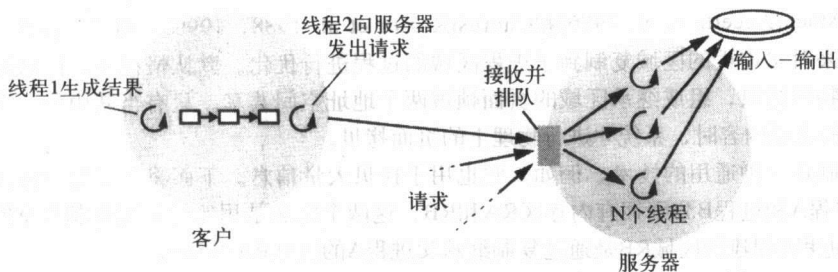 线程2向服务器
发出请求
线程1生成结果
接收并
排队
输入—输出
请求
N个线程
客户
服务器